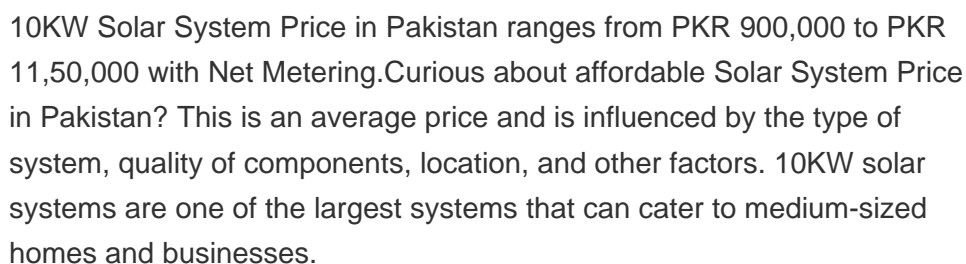 10KW Solar System Price in Pakistan ranges from PKR 900,000 to PKR
11,50,000 with Net Metering.Curious about affordable Solar System Price
in Pakistan? This is an average price and is influenced by the type of
system, quality of components, location, and other factors. 10KW solar
systems are one of the largest systems that can cater to medium-sized
homes and businesses.